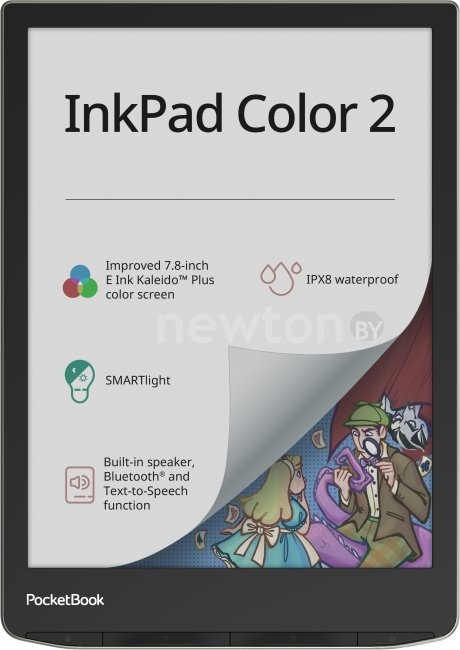 InkPad Color 2
Improved 7.8-inch
E Ink Kaleido™ Plus
color screen
IPX8 waterproof
newton BY
SMARTlight
Built-in speaker,
Bluetooth® and
Text-to-Speech
function
PocketBook